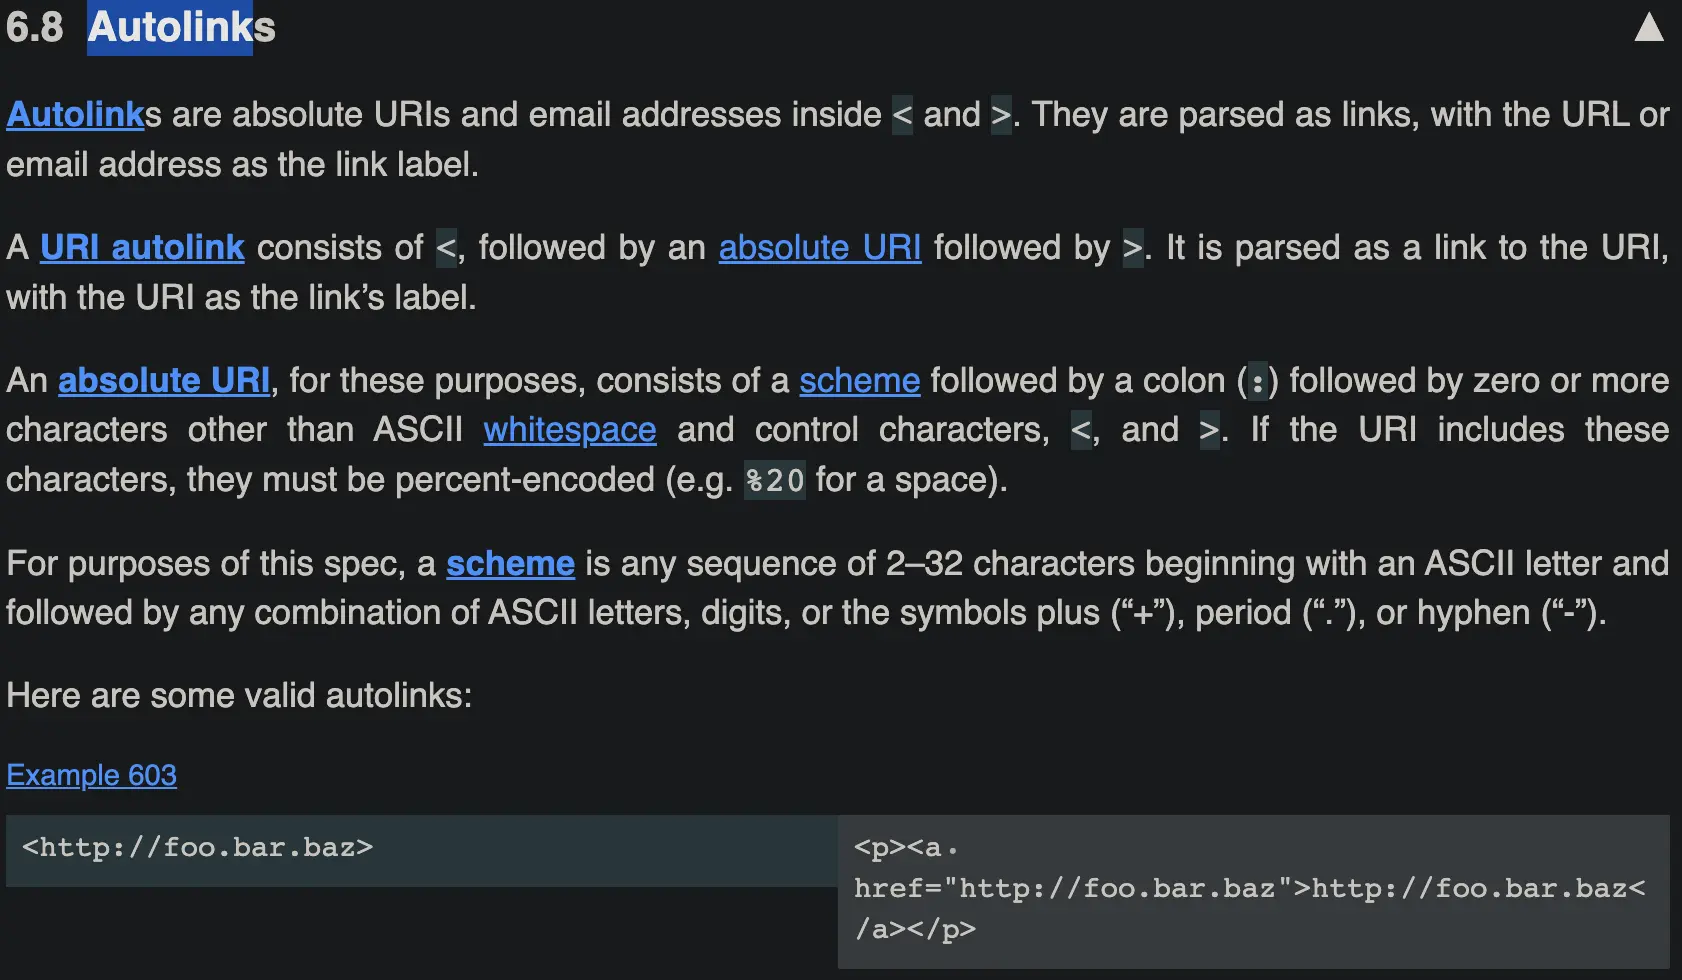 6.8 Autolinks ▲
Autolinks are absolute URIs and email addresses inside < and >. They are parsed as links, with the URL or
email address as the link label.
A URI autolink consists of <, followed by an absolute URI followed by >. It is parsed as a link to the URI,
with the URI as the link’s label.
An absolute URI, for these purposes, consists of a scheme followed by a colon (:) followed by zero or more
characters other than ASCII whitespace and control characters, <, and >. If the URI includes these
characters, they must be percent-encoded (e.g. %20 for a space).
For purposes of this spec, a scheme is any sequence of 2–32 characters beginning with an ASCII letter and
followed by any combination of ASCII letters, digits, or the symbols plus (“+”), period (“.”), or hyphen (“-”).
Here are some valid autolinks:
Example 603
<http://foo.bar.baz>
<p><a·
href="http://foo.bar.baz">http://foo.bar.baz<
/a></p>